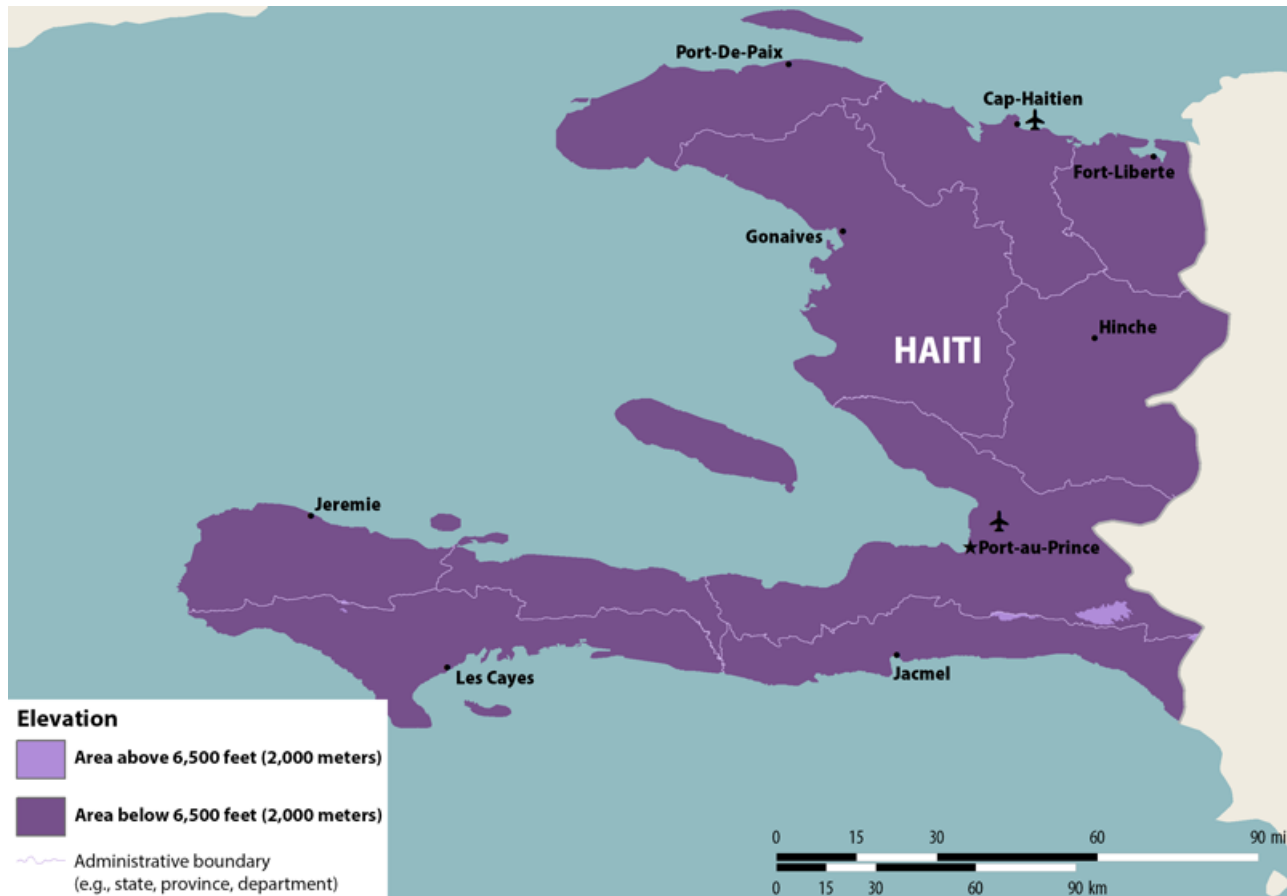 Port-De-Paix
Cap-Haitien
Fort-Liberte
Gonaives
Hinche
HAITI
Jeremie
Port-au-Prince
Les Cayes
Jacmel
Elevation
Area above 6,500 feet (2,000 meters)
Area below 6,500 feet (2,000 meters)
Administrative boundary
(e.g., state, province, department)
0 15 30 60 90 mi
0 15 30 60 90 km